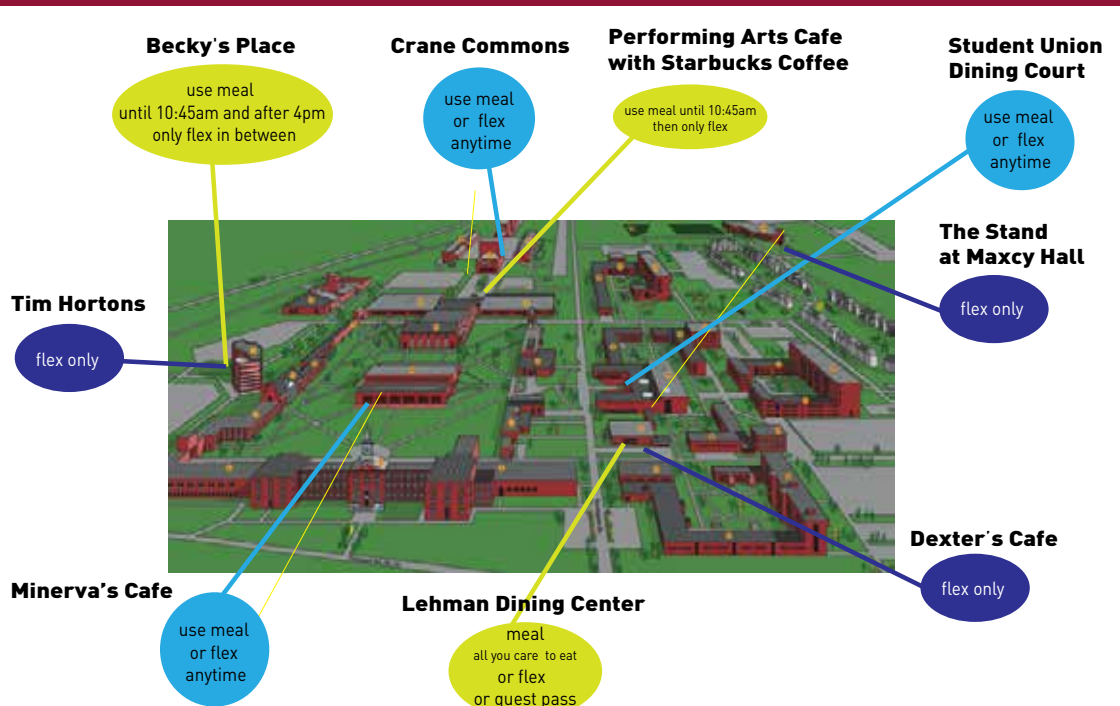 Becky's Place
use meal
until 10:45am and after 4pm
only flex in between
Crane Commons
use meal
or flex
anytime
Performing Arts Cafe
with Starbucks Coffee
use meal until 10:45am
then only flex
Student Union
Dining Court
use meal
or flex
anytime
The Stand
at Maxcy Hall
flex only
Tim Hortons
flex only
Minerva's Cafe
use meal
or flex
anytime
Lehman Dining Center
meal
all you care to eat
or flex
or guest pass
Dexter's Cafe
flex only